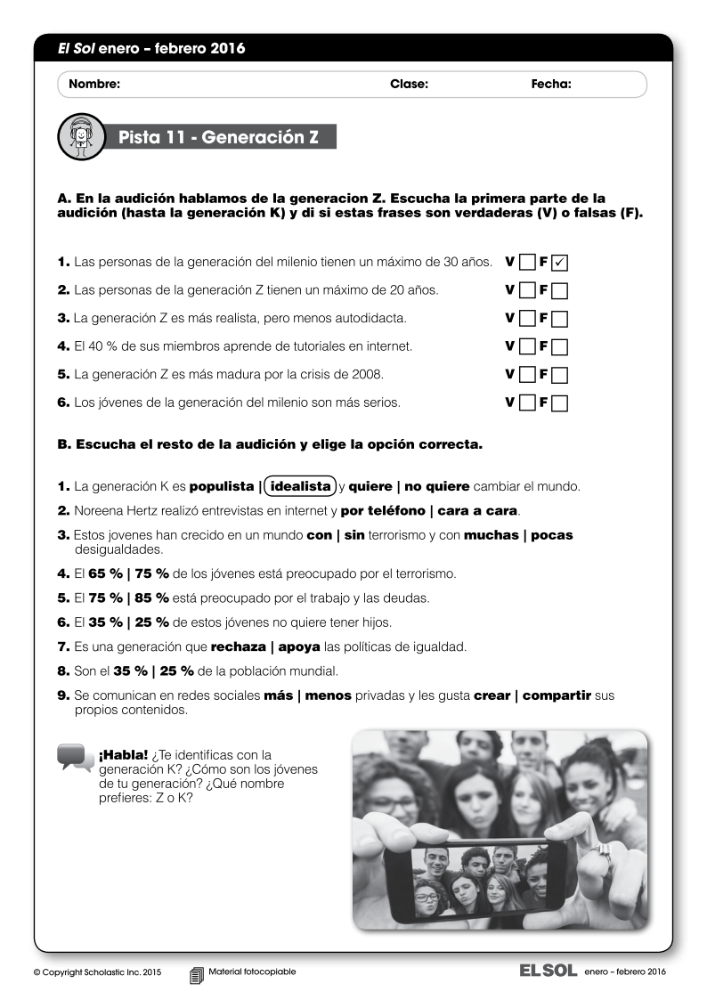 El Sol enero – febrero 2016
Nombre: Clase: Fecha:
Pista 11 - Generación Z
A. En la audición hablamos de la generacion Z. Escucha la primera parte de la
audición (hasta la generación K) y di si estas frases son verdaderas (V) o falsas (F).
1. Las personas de la generación del milenio tienen un máximo de 30 años. V F ✓
2. Las personas de la generación Z tienen un máximo de 20 años. V F
3. La generación Z es más realista, pero menos autodidacta. V F
4. El 40 % de sus miembros aprende de tutoriales en internet. V F
5. La generación Z es más madura por la crisis de 2008. V F
6. Los jóvenes de la generación del milenio son más serios. V F
B. Escucha el resto de la audición y elige la opción correcta.
1. La generación K es populista | idealista y quiere | no quiere cambiar el mundo.
2. Noreena Hertz realizó entrevistas en internet y por teléfono | cara a cara.
3. Estos jovenes han crecido en un mundo con | sin terrorismo y con muchas | pocas
desigualdades.
4. El 65 % | 75 % de los jóvenes está preocupado por el terrorismo.
5. El 75 % | 85 % está preocupado por el trabajo y las deudas.
6. El 35 % | 25 % de estos jóvenes no quiere tener hijos.
7. Es una generación que rechaza | apoya las políticas de igualdad.
8. Son el 35 % | 25 % de la población mundial.
9. Se comunican en redes sociales más | menos privadas y les gusta crear | compartir sus
propios contenidos.
¡Habla! ¿Te identificas con la
generación K? ¿Cómo son los jóvenes
de tu generación? ¿Qué nombre
prefieres: Z o K?
© Copyright Scholastic Inc. 2015 Material fotocopiable EL SOL enero – febrero 2016